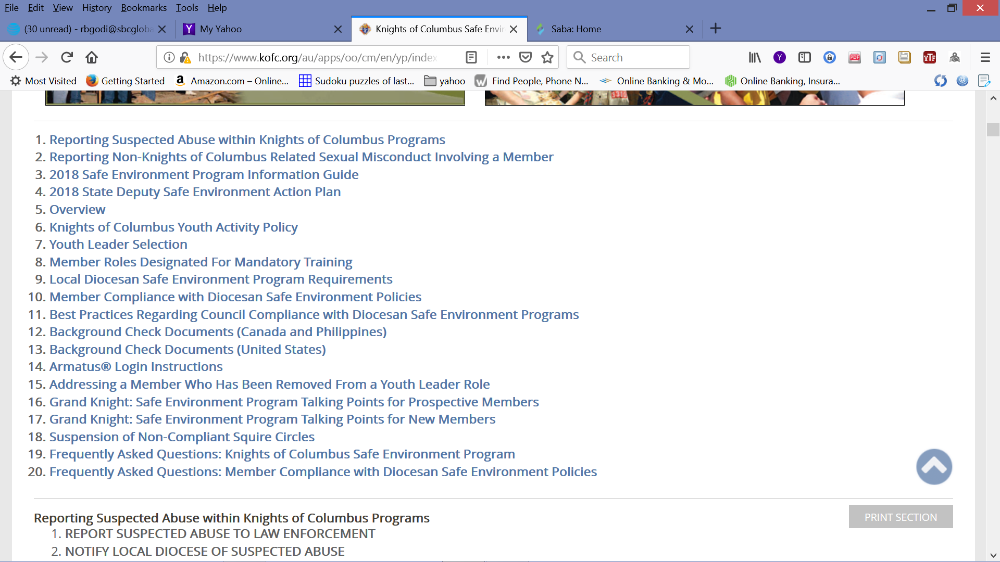 File Edit View History Bookmarks Tools Help
(30 unread) - rbgodi@sbcgloba
My Yahoo
Knights of Columbus Safe Envir
Saba: Home
https://www.kofc.org/au/apps/oo/cm/en/yp/index
Search
Most Visited Getting Started Amazon.com – Online... Sudoku puzzles of last... yahoo Find People, Phone N... Online Banking & Mo... Online Banking, Insura...
1. Reporting Suspected Abuse within Knights of Columbus Programs
2. Reporting Non-Knights of Columbus Related Sexual Misconduct Involving a Member
3. 2018 Safe Environment Program Information Guide
4. 2018 State Deputy Safe Environment Action Plan
5. Overview
6. Knights of Columbus Youth Activity Policy
7. Youth Leader Selection
8. Member Roles Designated For Mandatory Training
9. Local Diocesan Safe Environment Program Requirements
10. Member Compliance with Diocesan Safe Environment Policies
11. Best Practices Regarding Council Compliance with Diocesan Safe Environment Programs
12. Background Check Documents (Canada and Philippines)
13. Background Check Documents (United States)
14. Armatus® Login Instructions
15. Addressing a Member Who Has Been Removed From a Youth Leader Role
16. Grand Knight: Safe Environment Program Talking Points for Prospective Members
17. Grand Knight: Safe Environment Program Talking Points for New Members
18. Suspension of Non-Compliant Squire Circles
19. Frequently Asked Questions: Knights of Columbus Safe Environment Program
20. Frequently Asked Questions: Member Compliance with Diocesan Safe Environment Policies
Reporting Suspected Abuse within Knights of Columbus Programs
PRINT SECTION
1. REPORT SUSPECTED ABUSE TO LAW ENFORCEMENT
2. NOTIFY LOCAL DIOCESE OF SUSPECTED ABUSE